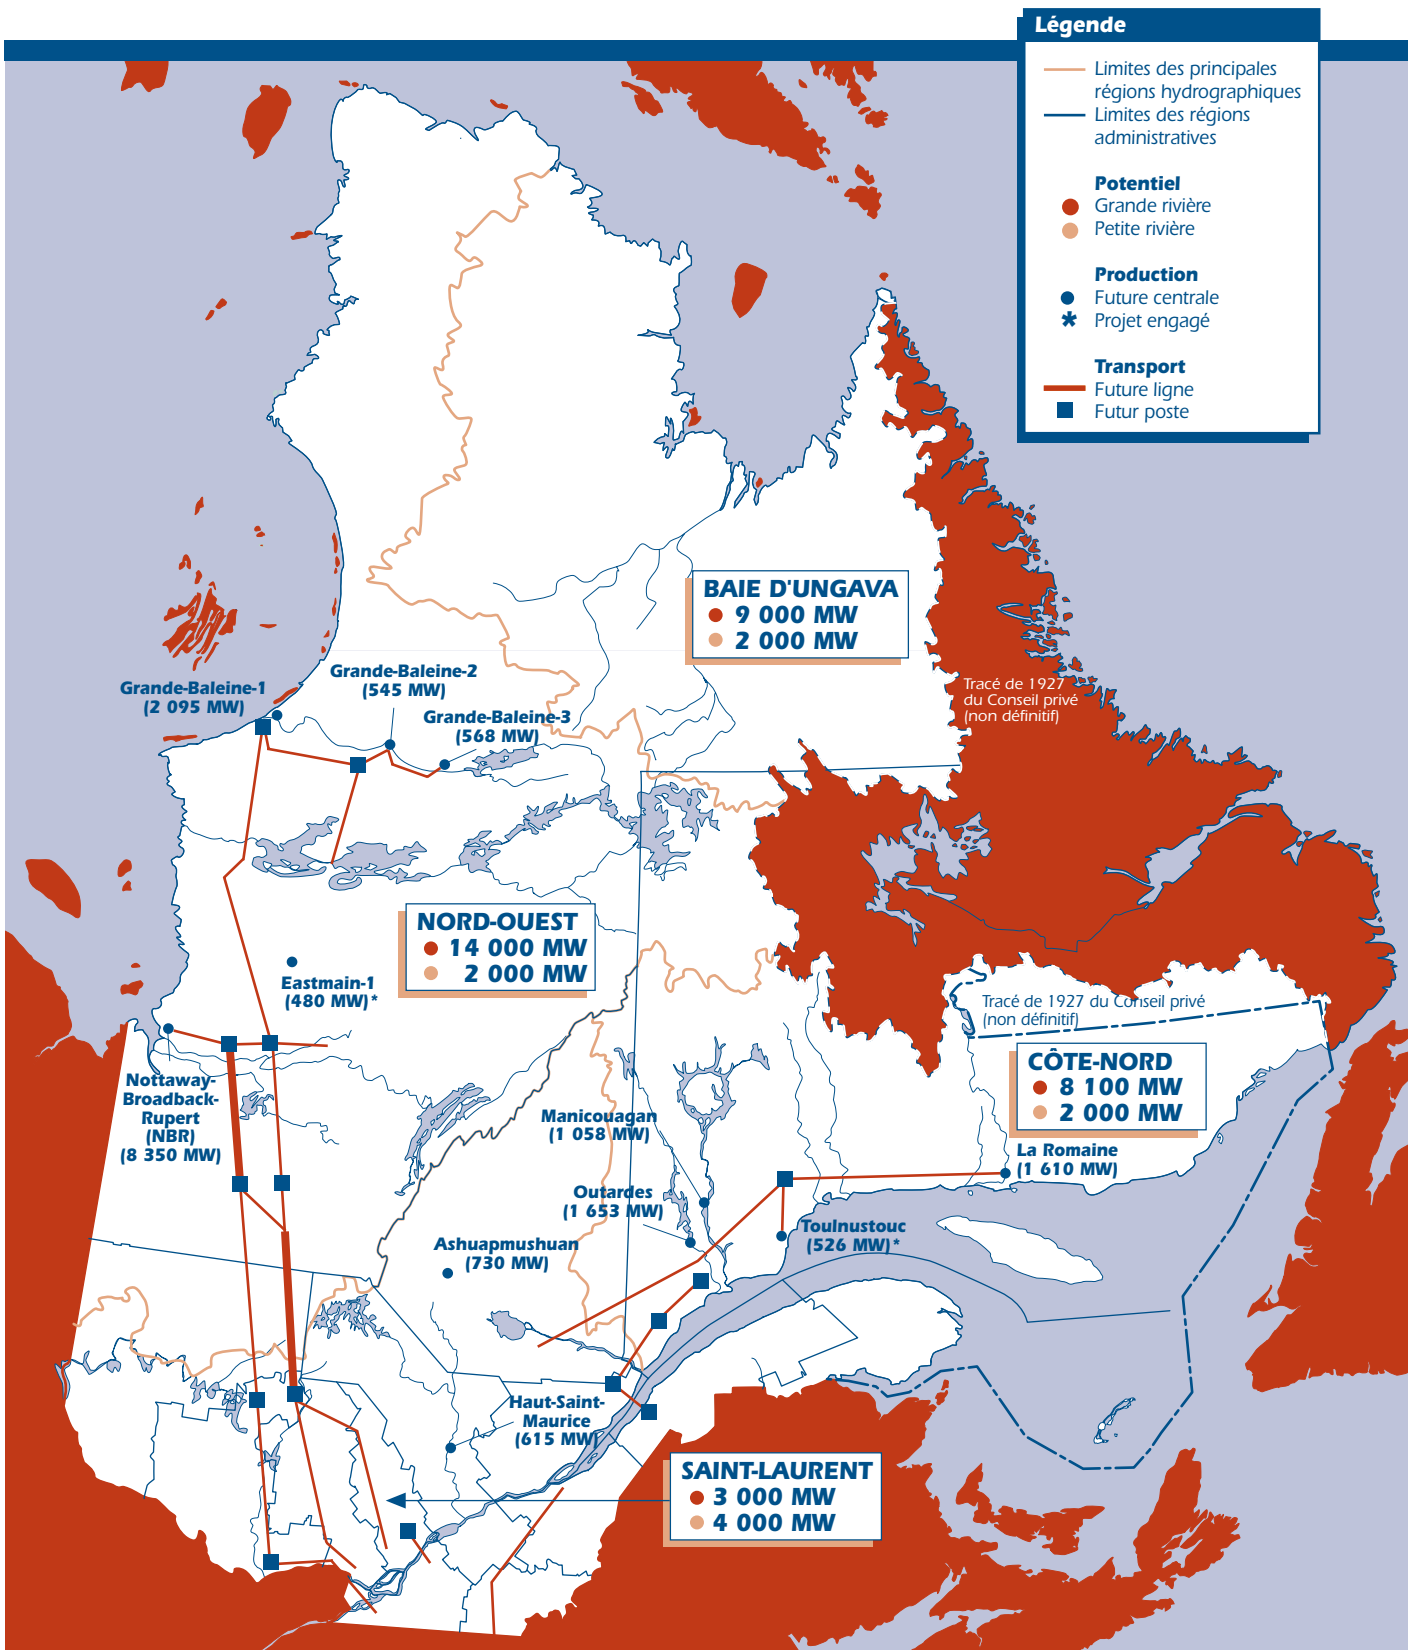 Légende
Limites des principales
régions hydrographiques
Limites des régions
administratives
Potentiel
Grande rivière
Petite rivière
Production
Future centrale
* Projet engagé
Transport
Future ligne
Futur poste
BAIE D'UNGAVA
9 000 MW
2 000 MW
Grande-Baleine-1
(2 095 MW)
Grande-Baleine-2
(545 MW)
Grande-Baleine-3
(568 MW)
Tracé de 1927
du Conseil privé
(non définitif)
NORD-OUEST
14 000 MW
2 000 MW
Eastmain-1
(480 MW)*
Tracé de 1927 du Conseil privé
(non définitif)
Nottaway-
Broadback-
Rupert
(NBR)
(8 350 MW)
CÔTE-NORD
8 100 MW
2 000 MW
Manicouagan
(1 058 MW)
La Romaine
(1 610 MW)
Outardes
(1 653 MW)
Toulnustouc
(526 MW)*
Ashuapmushuan
(730 MW)
Haut-Saint-
Maurice
(615 MW)
SAINT-LAURENT
3 000 MW
4 000 MW